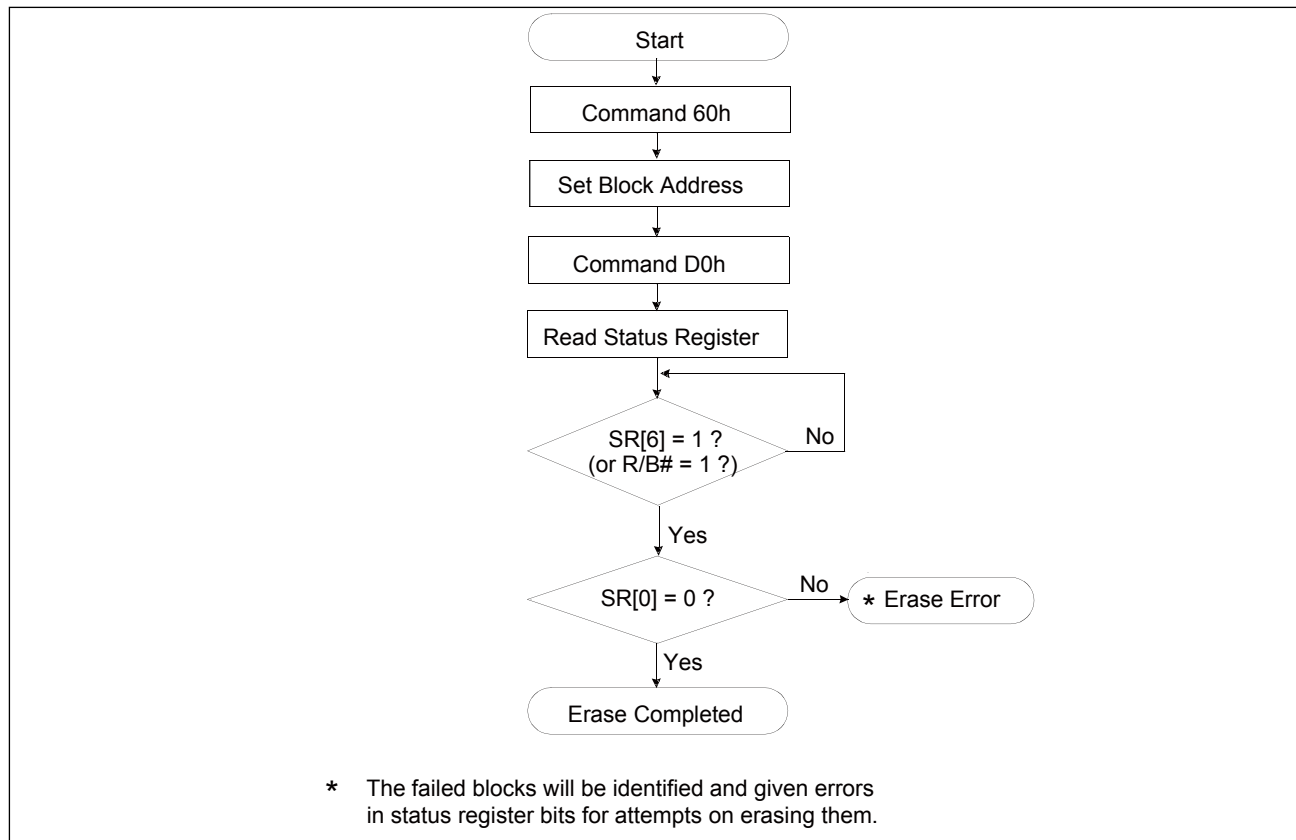 Start
Command 60h
Set Block Address
Command D0h
Read Status Register
SR[6] = 1 ?
(or R/B# = 1 ?)
No
Yes
SR[0] = 0 ?
No
* Erase Error
Yes
Erase Completed
* The failed blocks will be identified and given errors
in status register bits for attempts on erasing them.